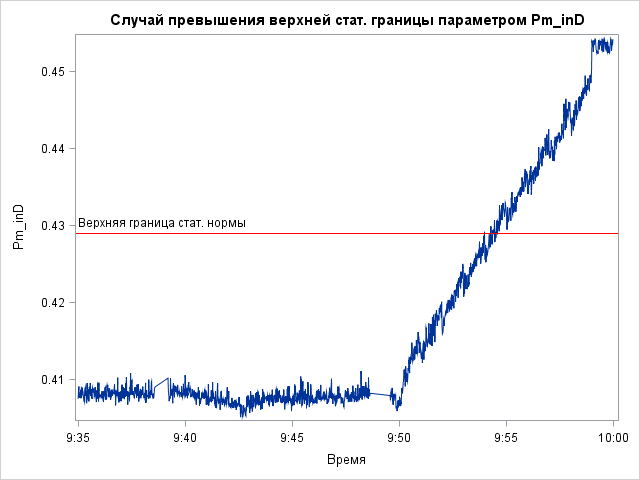 Случай превышения верхней стат. границы параметром Pm_inD
0.45
0.44
Верхняя граница стат. нормы
0.43
Pm_inD
0.42
0.41
9:35 9:40 9:45 9:50 9:55 10:00
Время